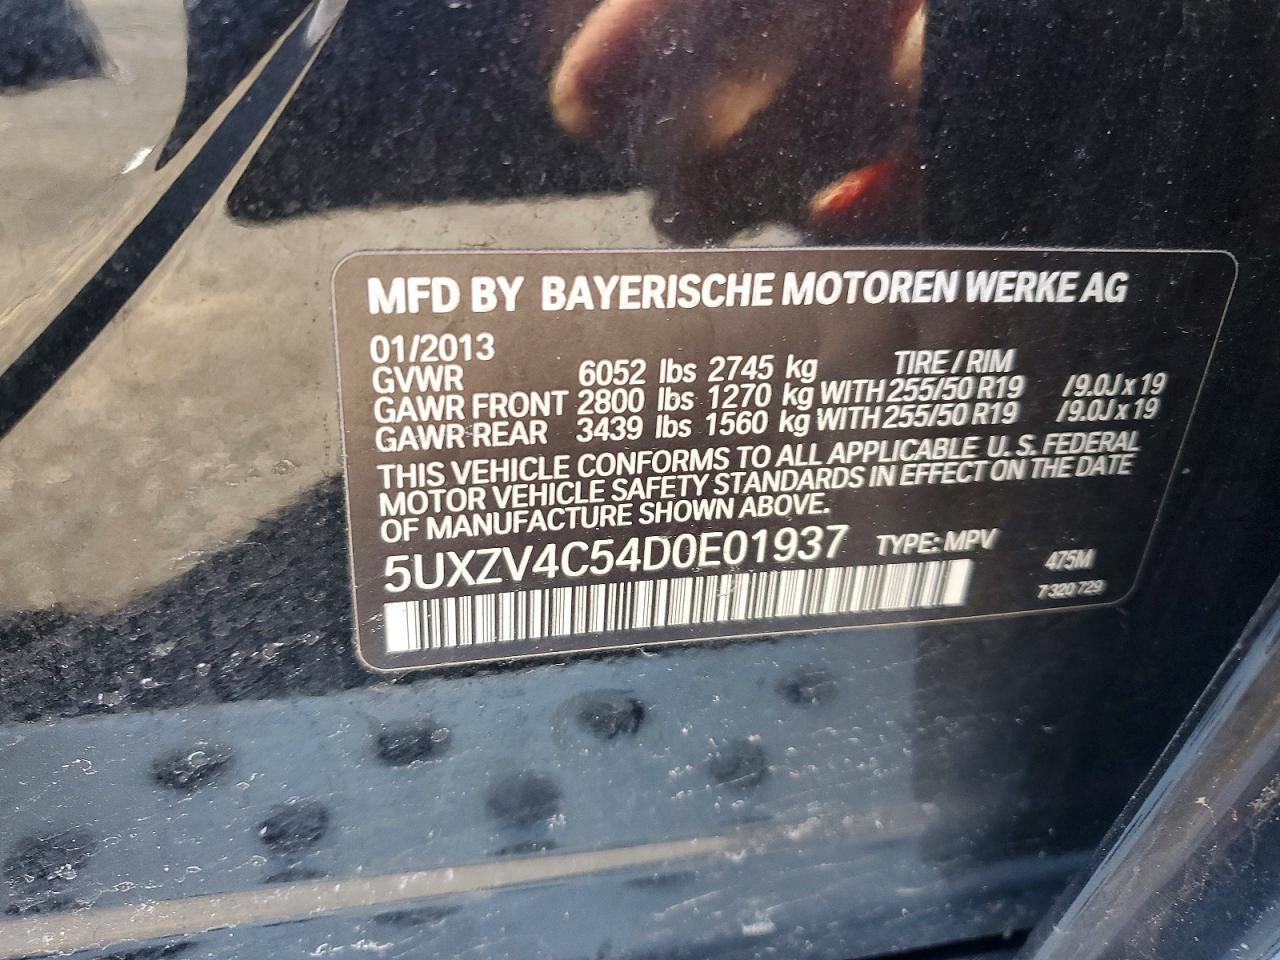 MFD BY BAYERISCHE MOTOREN WERKE AG
01/2013
TIRE / RIM
GVWR 6052 lbs 2745 kg
GAWR FRONT 2800 lbs 1270 kg WITH 255/50 R19 /9.0J x 19
GAWR REAR 3439 lbs 1560 kg WITH 255/50 R19 /9.0J x 19
THIS VEHICLE CONFORMS TO ALL APPLICABLE U.S. FEDERAL
MOTOR VEHICLE SAFETY STANDARDS IN EFFECT ON THE DATE
OF MANUFACTURE SHOWN ABOVE.
5UXZV4C54D0E01937 TYPE: MPV
475M
7 320 729